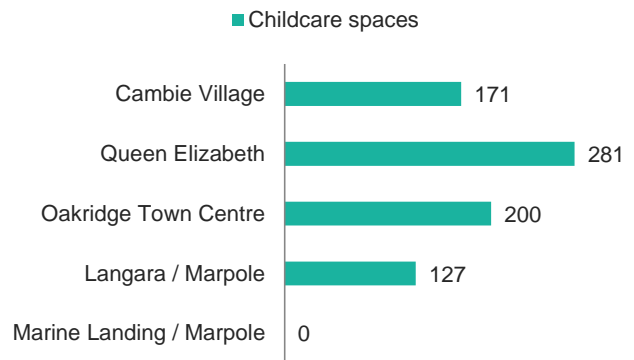 Childcare spaces
Cambie Village 171
Queen Elizabeth 281
Oakridge Town Centre 200
Langara / Marpole 127
Marine Landing / Marpole 0